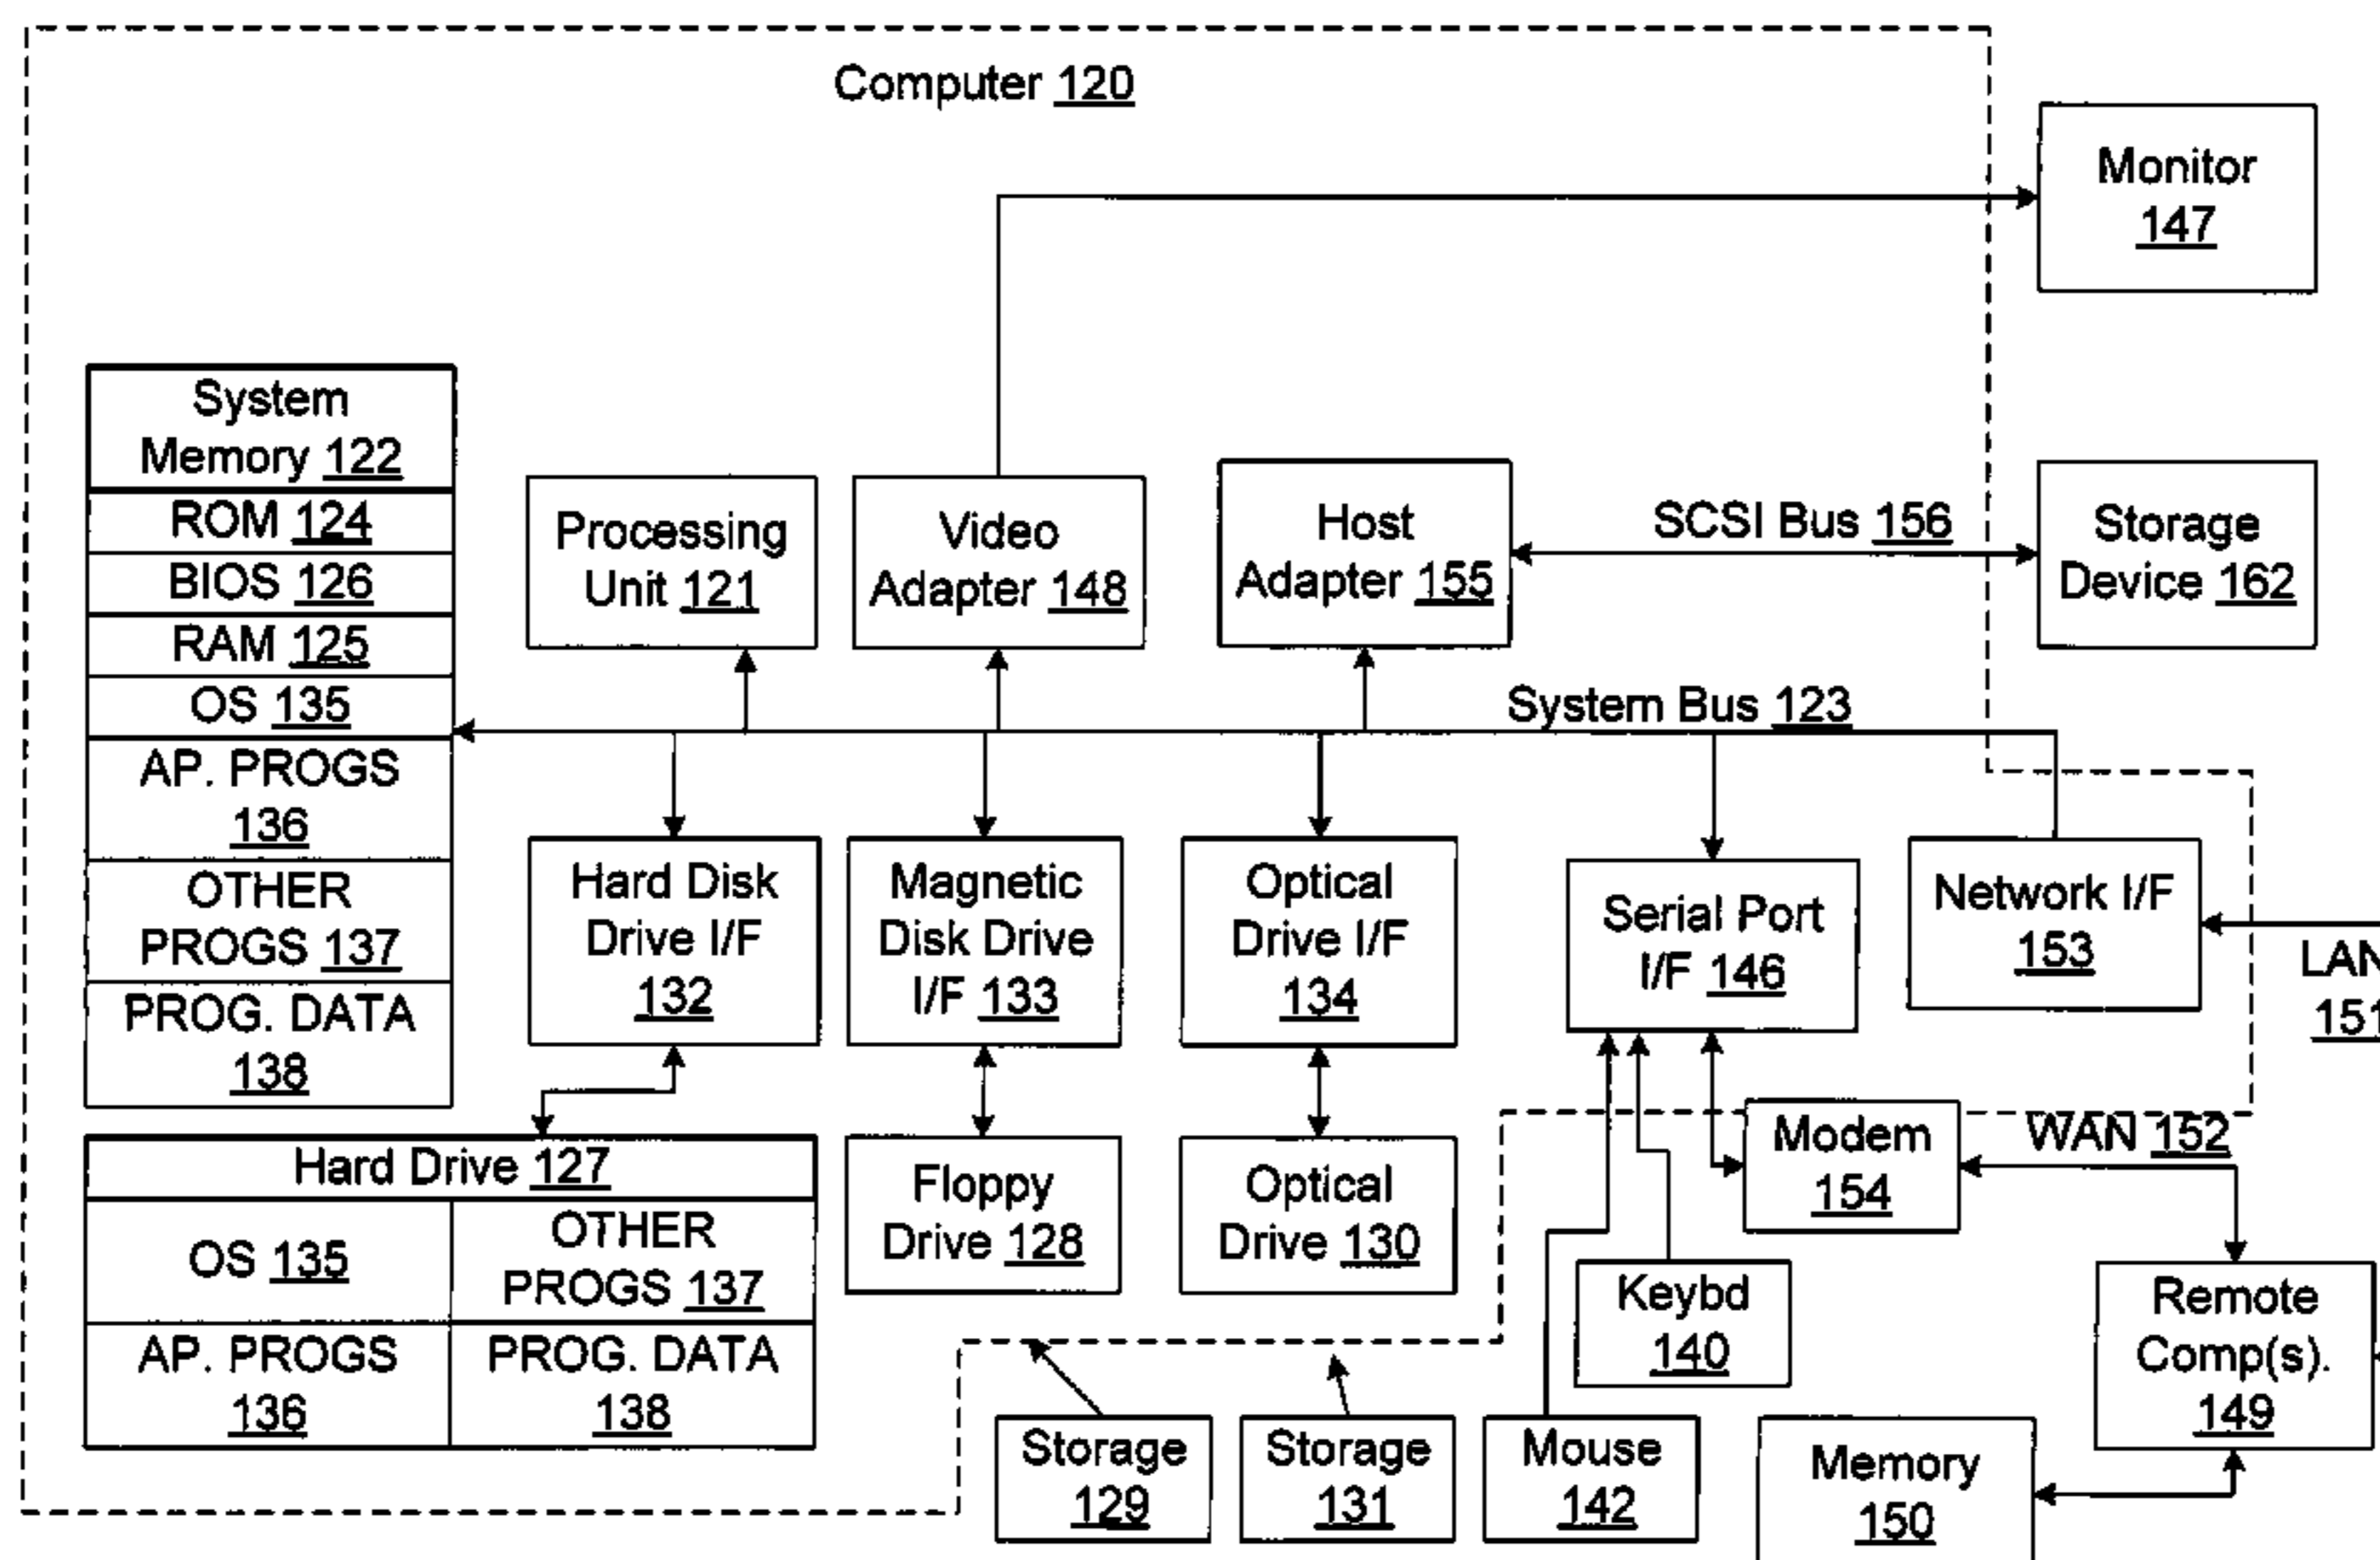 Computer 120
Monitor
147
System
Memory 122
ROM 124
BIOS 126
RAM 125
OS 135
AP. PROGS
136
OTHER
PROGS 137
PROG. DATA
138
Processing
Unit 121
Video
Adapter 148
Host
Adapter 155
SCSI Bus 156
Storage
Device 162
System Bus 123
Hard Disk
Drive I/F
132
Magnetic
Disk Drive
I/F 133
Optical
Drive I/F
134
Serial Port
I/F 146
Network I/F
153
LAN
151
Hard Drive 127
OS 135
OTHER
PROGS 137
AP. PROGS
136
PROG. DATA
138
Floppy
Drive 128
Optical
Drive 130
Modem
154
WAN 152
Keybd
140
Remote
Comp(s).
149
Storage
129
Storage
131
Mouse
142
Memory
150